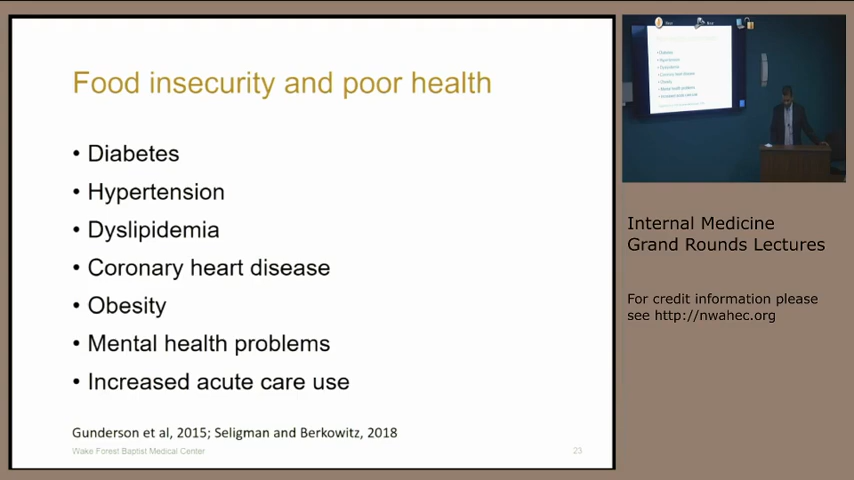 Food insecurity and poor health
• Diabetes
• Hypertension
• Dyslipidemia
• Coronary heart disease
• Obesity
• Mental health problems
• Increased acute care use
Gunderson et al, 2015; Seligman and Berkowitz, 2018
Wake Forest Baptist Medical Center
23
Internal Medicine
Grand Rounds Lectures
For credit information please
see http://nwahec.org